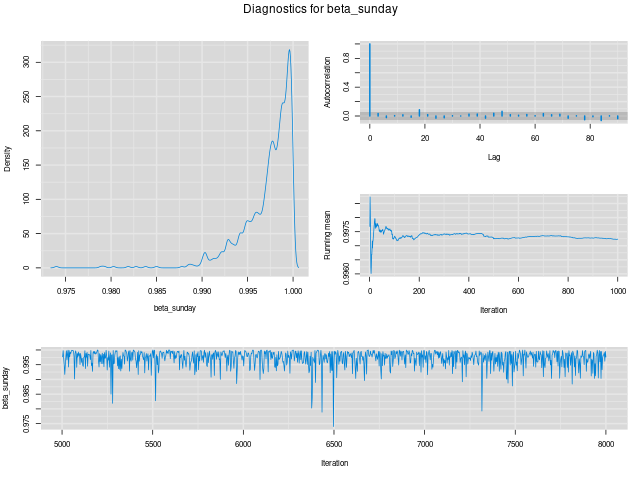 Diagnostics for beta_sunday
Density
0 50 100 150 200 250 300
0.975 0.980 0.985 0.990 0.995 1.000
beta_sunday
Autocorrelation
0.0 0.4 0.8
0 20 40 60 80
Lag
Running mean
0.9960 0.9975
0 200 400 600 800 1000
Iteration
beta_sunday
0.975 0.985 0.995
5000 5500 6000 6500 7000 7500 8000
Iteration